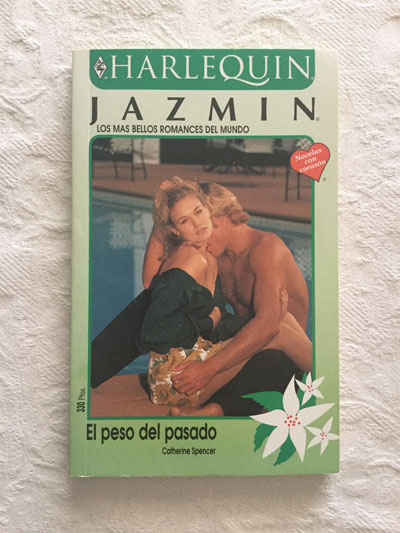 HARLEQUIN
JAZMIN
LOS MAS BELLOS ROMANCES DEL MUNDO
Novelas
con
corazón
330 Ptas.
El peso del pasado
Catherine Spencer